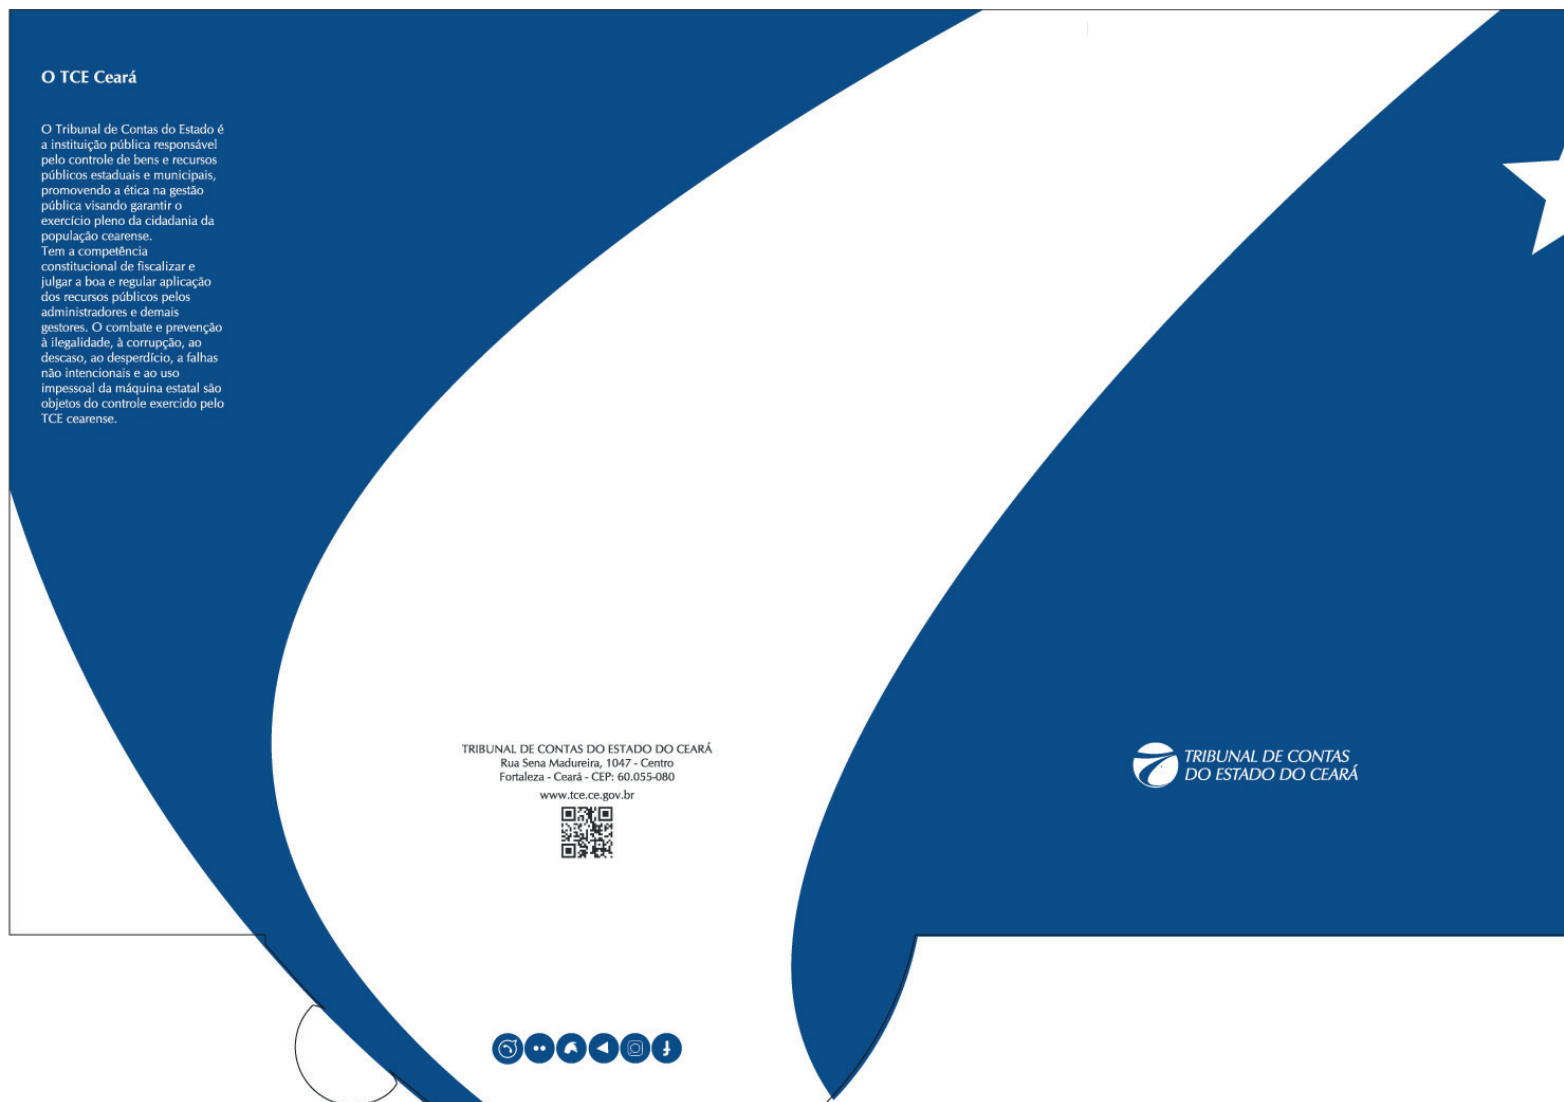 O TCE Ceará
O Tribunal de Contas do Estado é
a instituição pública responsável
pelo controle de bens e recursos
públicos estaduais e municipais,
promovendo a ética na gestão
pública visando garantir o
exercício pleno da cidadania da
população cearense.
Tem a competência
constitucional de fiscalizar e
julgar a boa e regular aplicação
dos recursos públicos pelos
administradores e demais
gestores. O combate e prevenção
à ilegalidade, à corrupção, ao
descaso, ao desperdício, a falhas
não intencionais e ao uso
impessoal da máquina estatal são
objetos do controle exercido pelo
TCE cearense.
TRIBUNAL DE CONTAS DO ESTADO DO CEARÁ
Rua Sena Madureira, 1047 - Centro
Fortaleza - Ceará - CEP: 60.055-080
www.tce.ce.gov.br
TRIBUNAL DE CONTAS
DO ESTADO DO CEARÁ